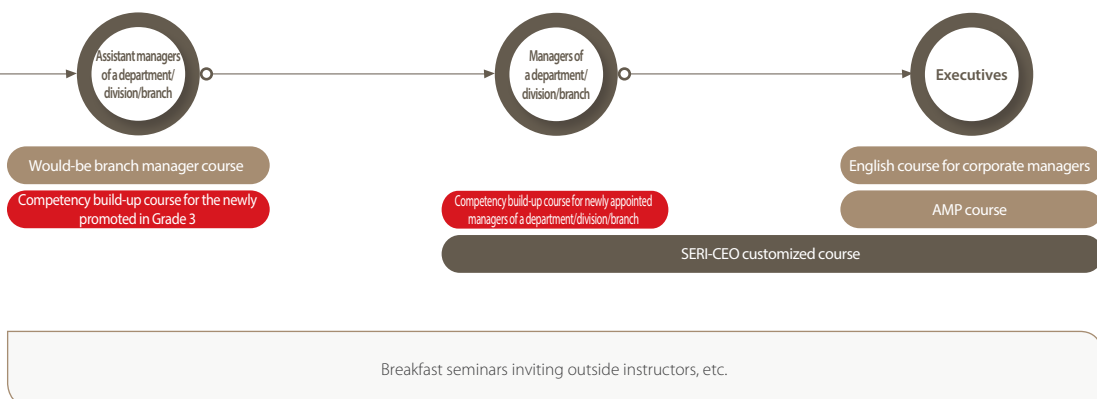 Assistant managers
of a department/
division/branch
Managers of
a department/
division/branch
Executives
Would-be branch manager course
Competency build-up course for the newly
promoted in Grade 3
Competency build-up course for newly appointed
managers of a department/division/branch
English course for corporate managers
AMP course
SERI-CEO customized course
Breakfast seminars inviting outside instructors, etc.